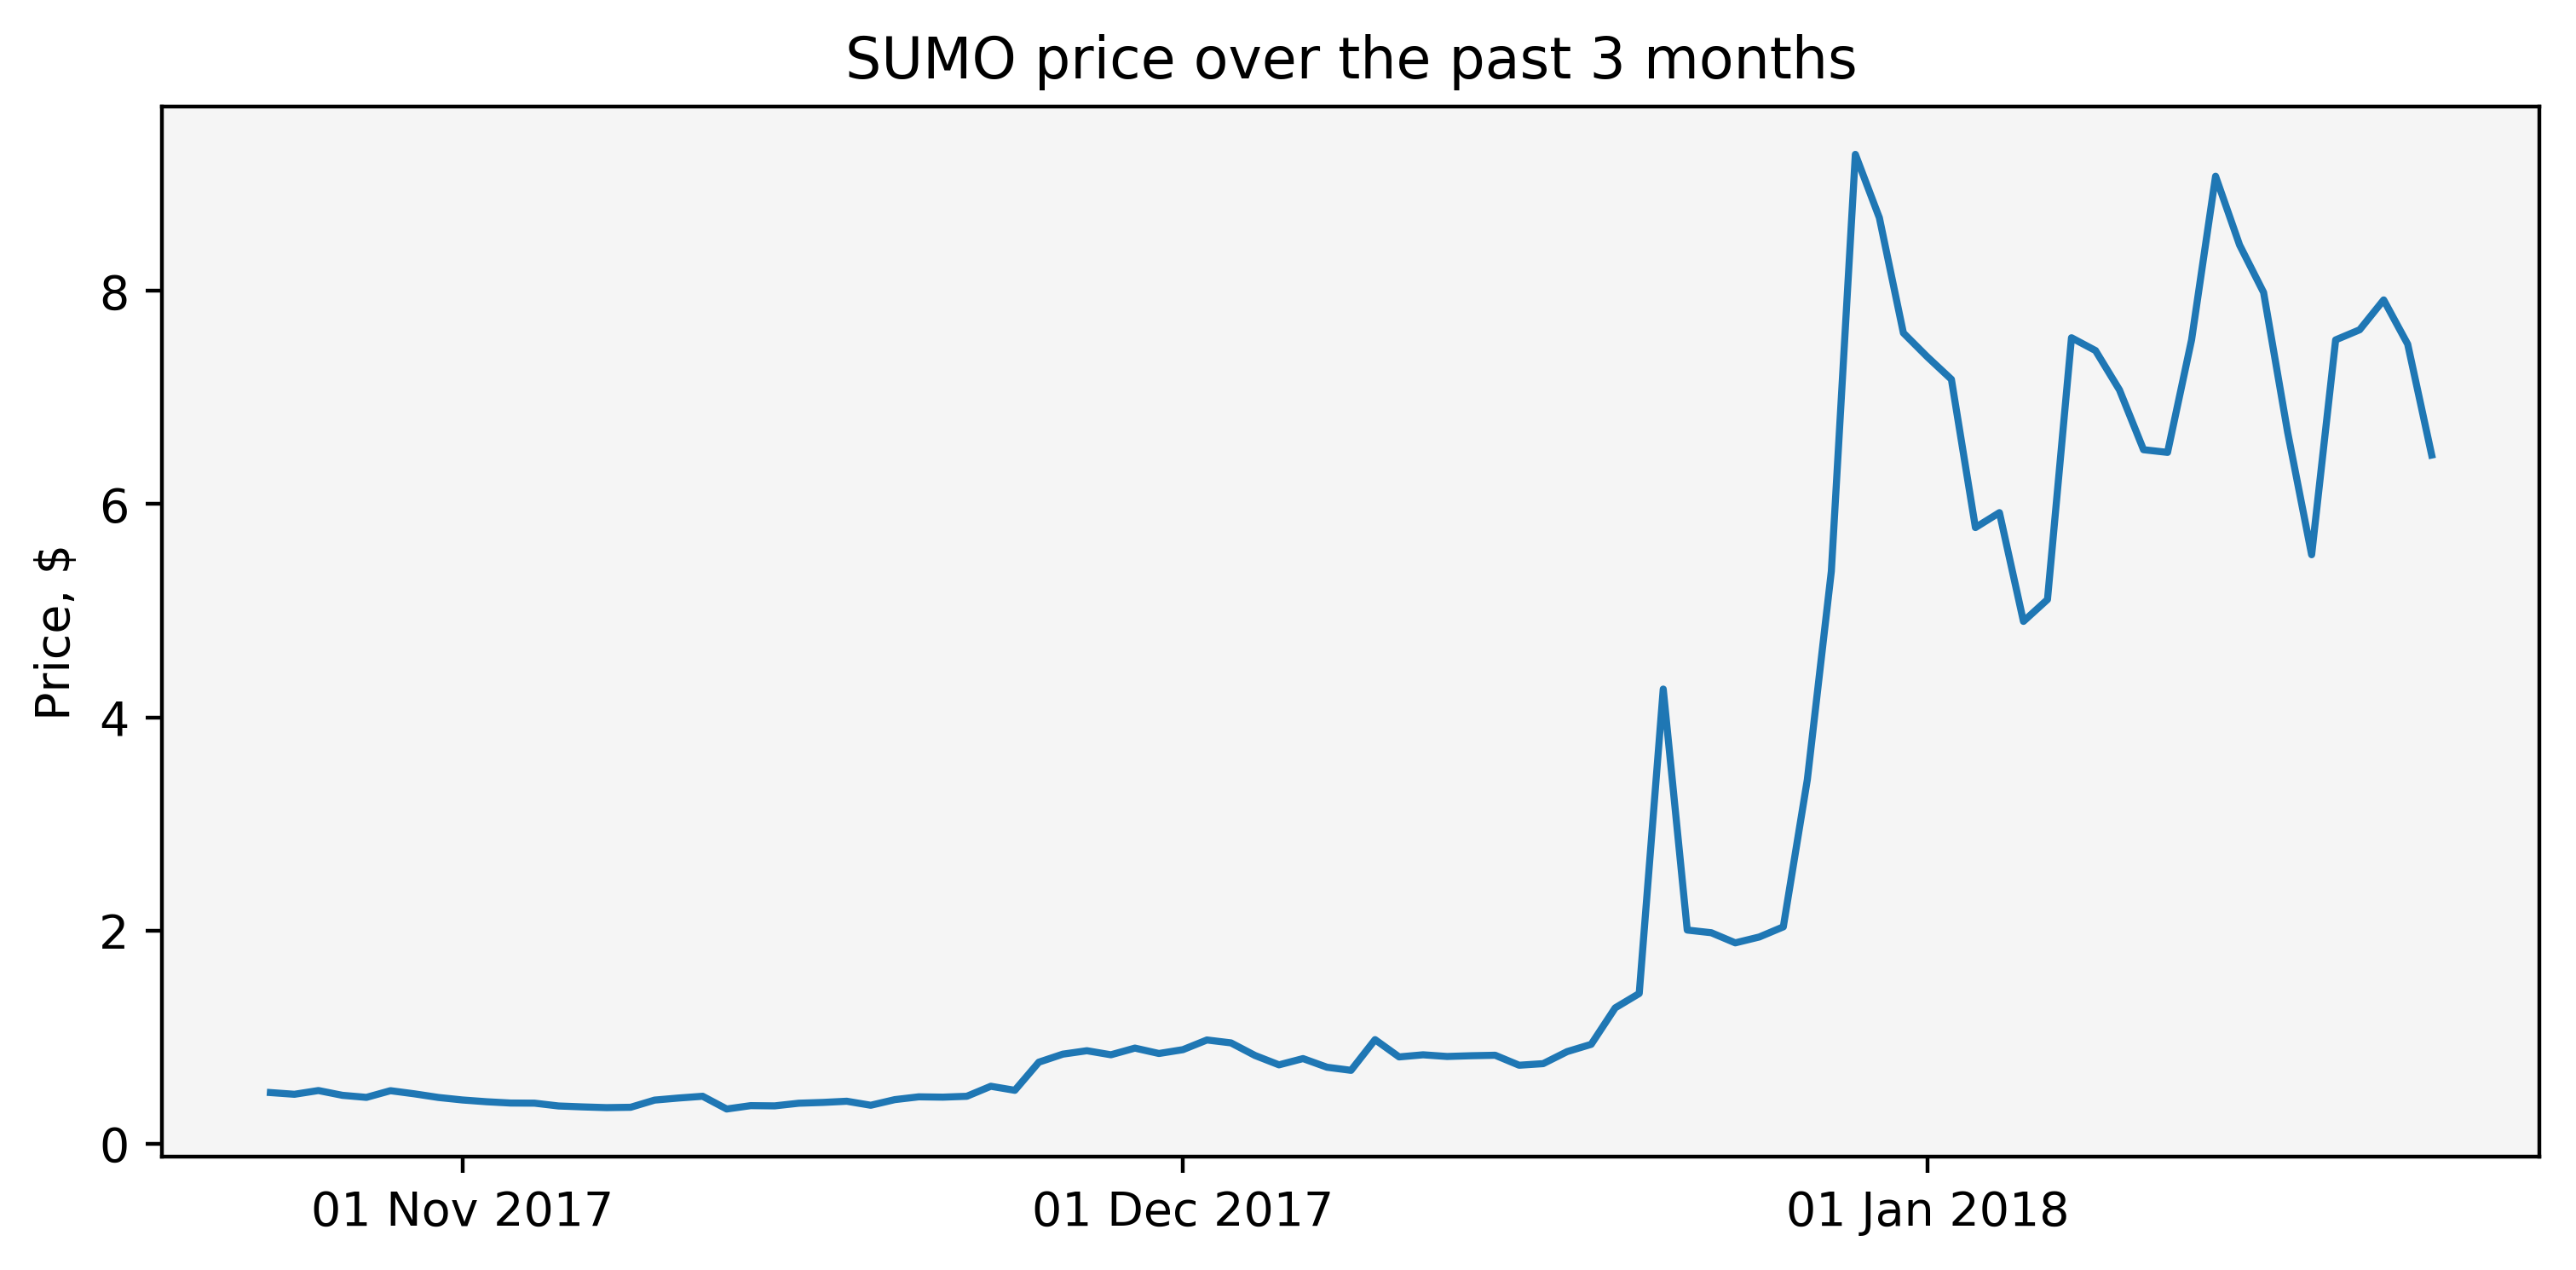 SUMO price over the past 3 months
Price, $
8
6
4
2
0
01 Nov 2017
01 Dec 2017
01 Jan 2018